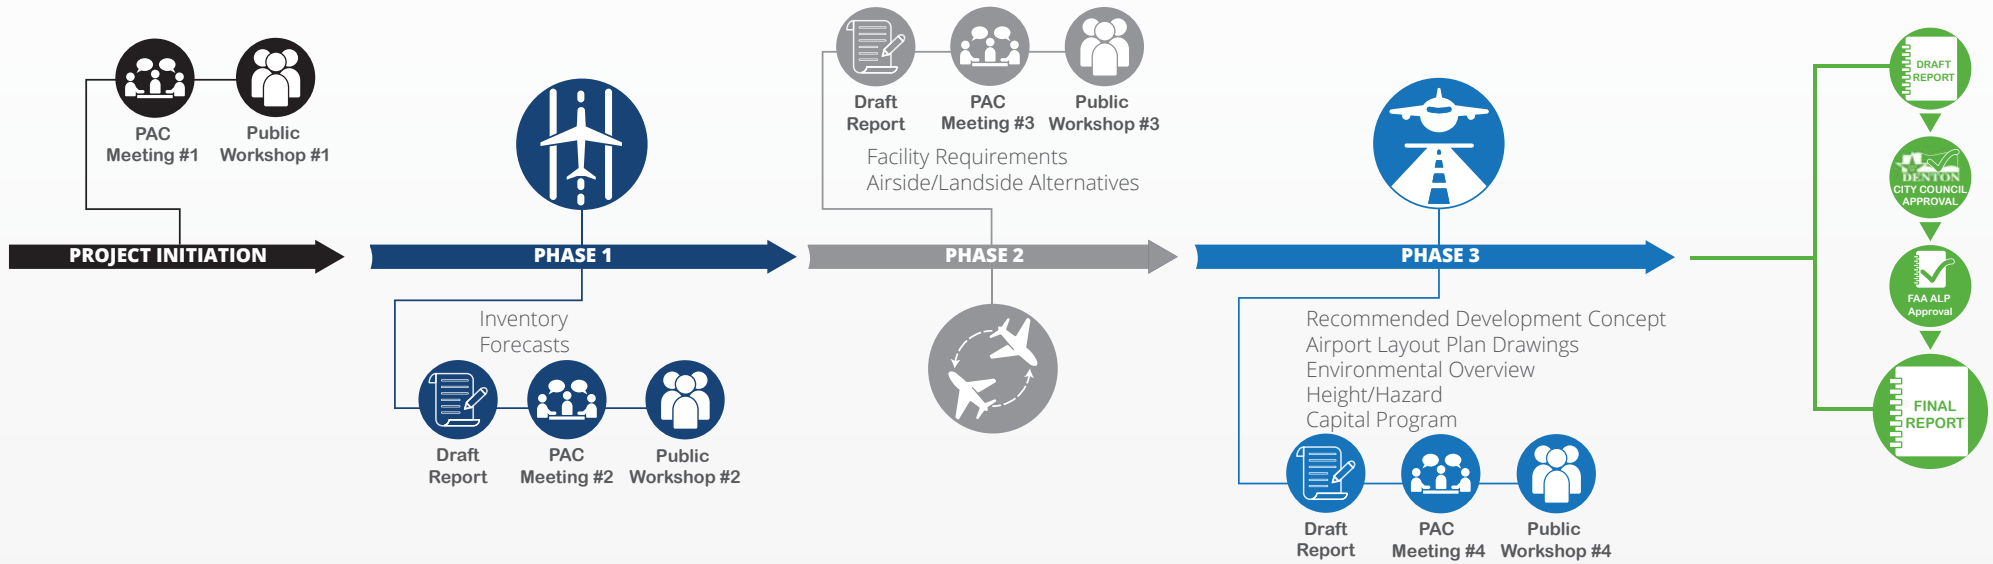 PAC
Meeting #1
Public
Workshop #1
PROJECT INITIATION
PHASE 1
Inventory
Forecasts
Draft
Report
PAC
Meeting #2
Public
Workshop #2
Draft
Report
PAC
Meeting #3
Public
Workshop #3
Facility Requirements
Airside/Landside Alternatives
PHASE 2
PHASE 3
Recommended Development Concept
Airport Layout Plan Drawings
Environmental Overview
Height/Hazard
Capital Program
Draft
Report
PAC
Meeting #4
Public
Workshop #4
DRAFT
REPORT
DENTON
CITY COUNCIL
APPROVAL
FAA ALP
Approval
FINAL
REPORT